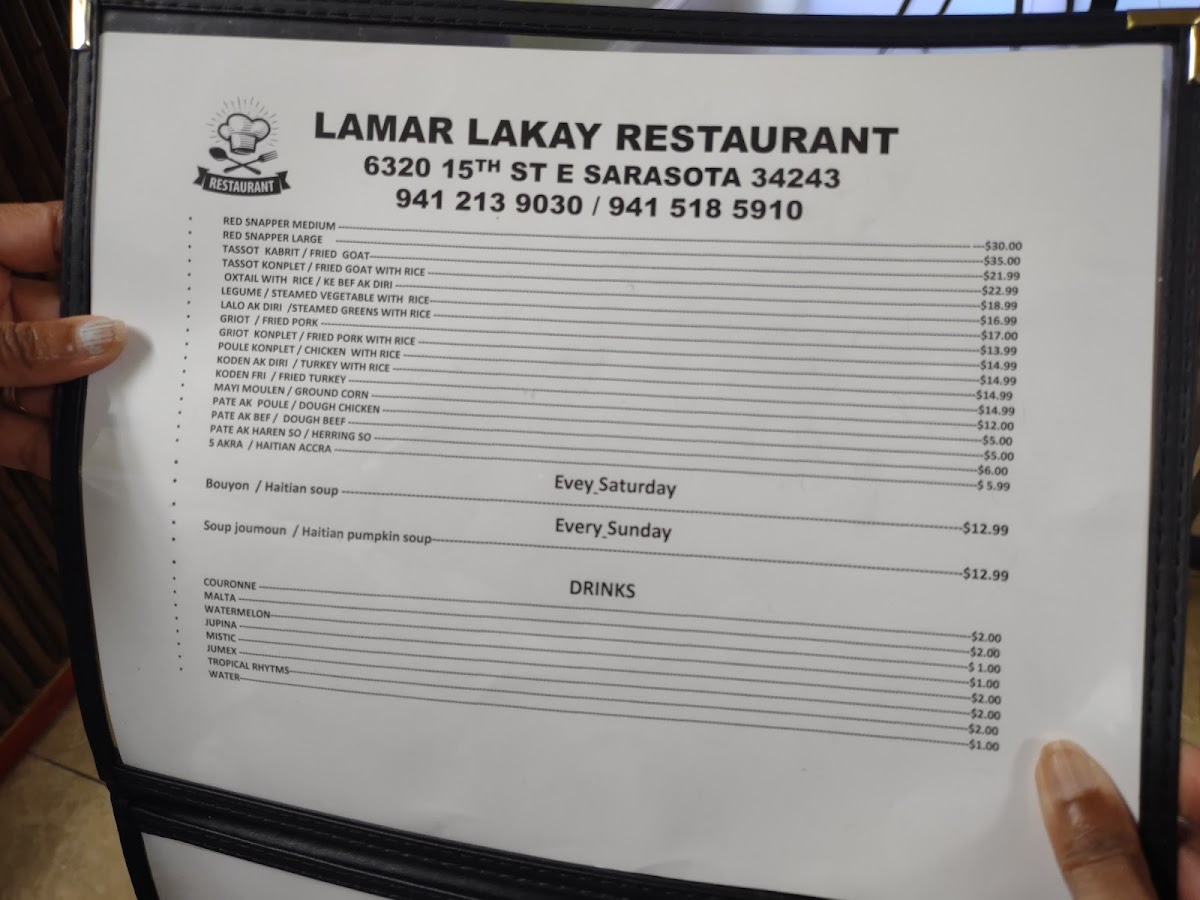 RESTAURANT
LAMAR LAKAY RESTAURANT
6320 15TH ST E SARASOTA 34243
941 213 9030 / 941 518 5910
RED SNAPPER MEDIUM $30.00
RED SNAPPER LARGE $35.00
TASSOT KABRIT / FRIED GOAT $21.99
TASSOT KONPLET / FRIED GOAT WITH RICE $22.99
OXTAIL WITH RICE / KE BEF AK DIRI $18.99
LEGUME / STEAMED VEGETABLE WITH RICE $16.99
LALO AK DIRI /STEAMED GREENS WITH RICE $17.00
GRIOT / FRIED PORK $13.99
GRIOT KONPLET / FRIED PORK WITH RICE $14.99
POULE KONPLET / CHICKEN WITH RICE $14.99
KODEN AK DIRI / TURKEY WITH RICE $14.99
KODEN FRI / FRIED TURKEY $14.99
MAYI MOULEN / GROUND CORN $12.00
PATE AK POULE / DOUGH CHICKEN $5.00
PATE AK BEF / DOUGH BEEF $5.00
PATE AK HAREN SO / HERRING SO $6.00
5 AKRA / HAITIAN ACCRA $ 5.99
Evey_Saturday
Bouyon / Haitian soup $12.99
Every_Sunday
Soup joumoun / Haitian pumpkin soup $12.99
DRINKS
COURONNE $2.00
MALTA $2.00
WATERMELON $ 1.00
JUPINA $1.00
MISTIC $2.00
JUMEX $2.00
TROPICAL RHYTMS $2.00
WATER $1.00